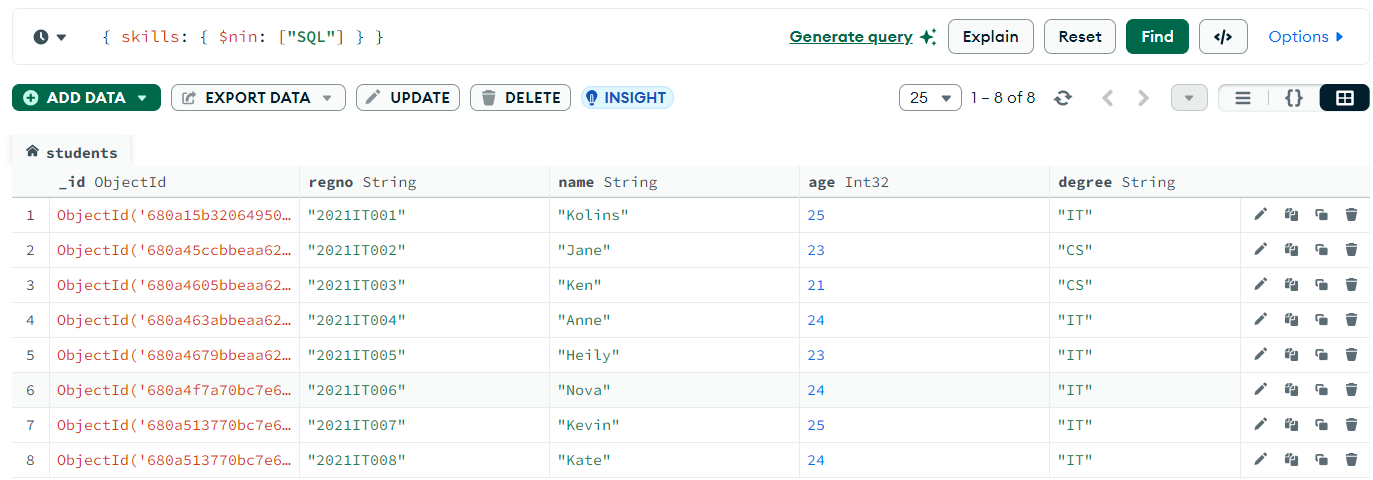 { skills: { $nin: ["SQL"] } } Generate query Explain Reset Find </> Options
ADD DATA EXPORT DATA UPDATE DELETE INSIGHT 25 1 – 8 of 8 {}
students
_id ObjectId regno String name String age Int32 degree String
1 ObjectId('680a15b32064950… "2021IT001" "Kolins" 25 "IT"
2 ObjectId('680a45ccbbeaa62… "2021IT002" "Jane" 23 "CS"
3 ObjectId('680a4605bbeaa62… "2021IT003" "Ken" 21 "CS"
4 ObjectId('680a463abbeaa62… "2021IT004" "Anne" 24 "IT"
5 ObjectId('680a4679bbeaa62… "2021IT005" "Heily" 23 "IT"
6 ObjectId('680a4f7a70bc7e6… "2021IT006" "Nova" 24 "IT"
7 ObjectId('680a513770bc7e6… "2021IT007" "Kevin" 25 "IT"
8 ObjectId('680a513770bc7e6… "2021IT008" "Kate" 24 "IT"